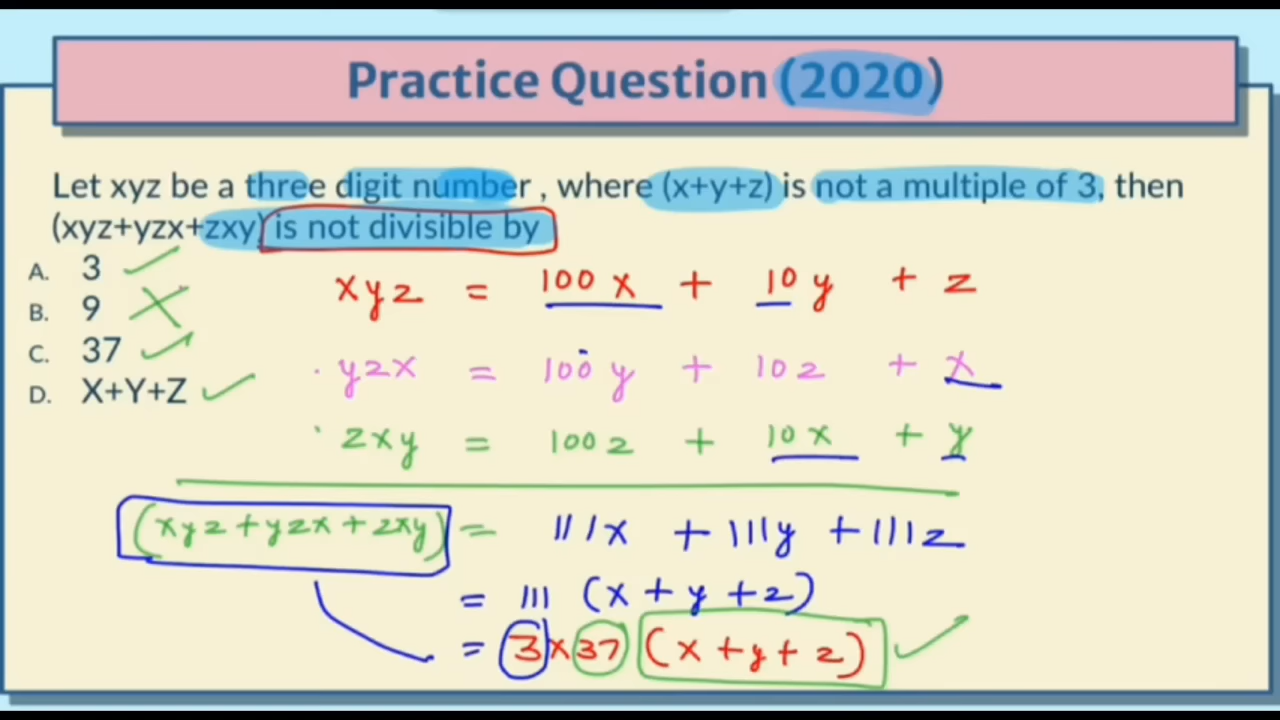 Practice Question (2020)
Let xyz be a three digit number , where (x+y+z) is not a multiple of 3, then
(xyz+yzx+zxy) is not divisible by
A. 3
B. 9
C. 37
D. X+Y+Z
xyz = 100x + 10y + z
yzx = 100y + 10z + x
zxy = 100z + 10x + y
(xyz+yzx+zxy) = 111x + 111y + 111z
= 111 (x+y+z)
= 3x37 (x+y+z)